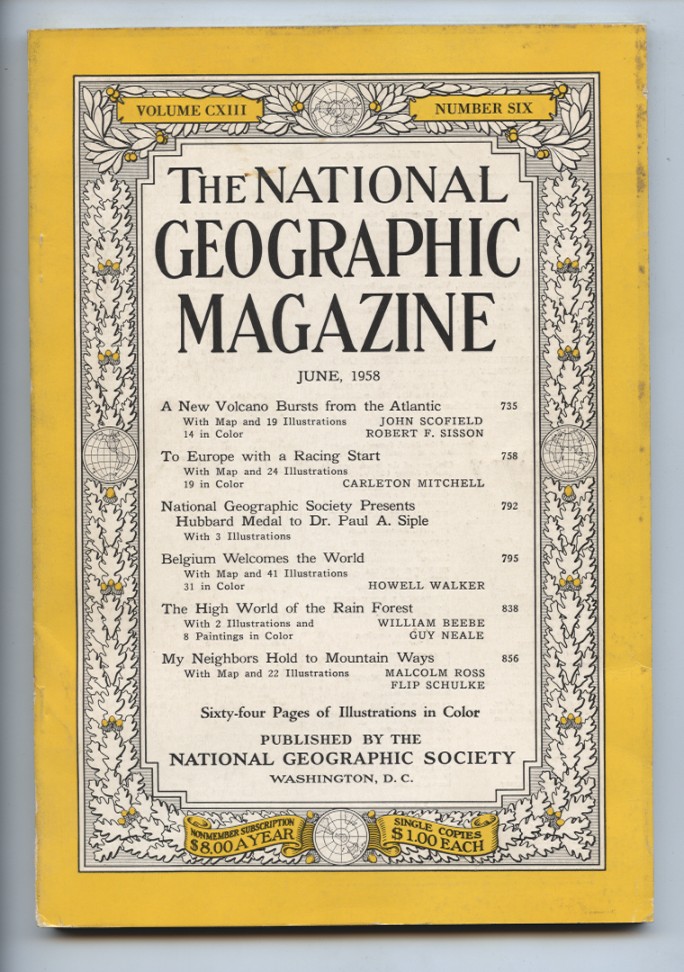 VOLUME CXIII
NUMBER SIX
THE NATIONAL
GEOGRAPHIC
MAGAZINE
JUNE, 1958
A New Volcano Bursts from the Atlantic 735
With Map and 19 Illustrations JOHN SCOFIELD
14 in Color ROBERT F. SISSON
To Europe with a Racing Start 758
With Map and 24 Illustrations
19 in Color CARLETON MITCHELL
National Geographic Society Presents 792
Hubbard Medal to Dr. Paul A. Siple
With 3 Illustrations
Belgium Welcomes the World 795
With Map and 41 Illustrations
31 in Color HOWELL WALKER
The High World of the Rain Forest 838
With 2 Illustrations and WILLIAM BEEBE
8 Paintings in Color GUY NEALE
My Neighbors Hold to Mountain Ways 856
With Map and 22 Illustrations MALCOLM ROSS
FLIP SCHULKE
Sixty-four Pages of Illustrations in Color
PUBLISHED BY THE
NATIONAL GEOGRAPHIC SOCIETY
WASHINGTON, D. C.
NONMEMBER SUBSCRIPTION
$8.00 A YEAR
SINGLE COPIES
$1.00 EACH